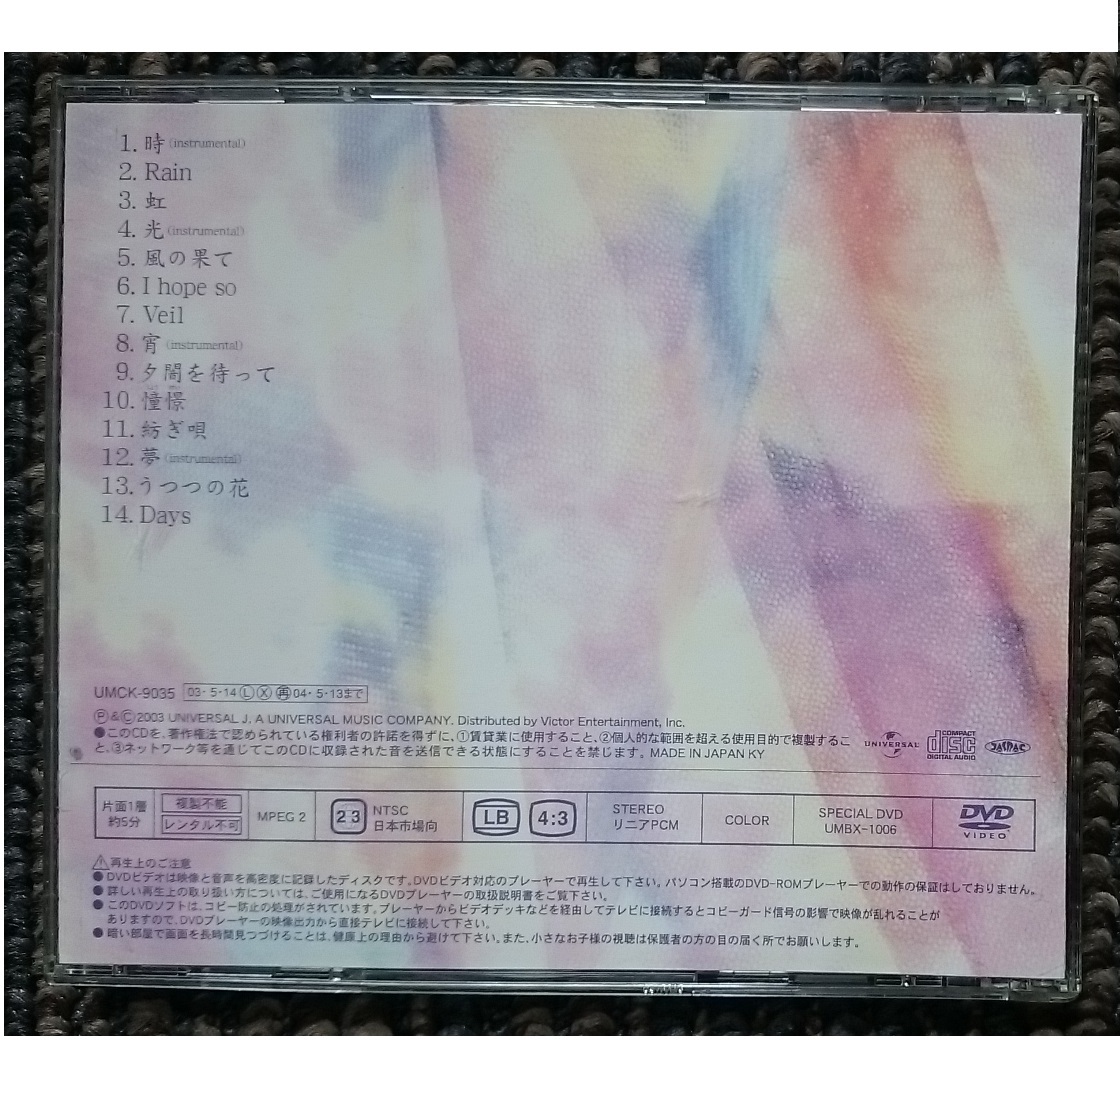 1. 時 (instrumental)
2. Rain
3. 虹
4. 光 (instrumental)
5. 風の果て
6. I hope so
7. Veil
8. 宵 (instrumental)
9. 夕闇を待って
10. 憧憬
11. 紡ぎ唄
12. 夢 (instrumental)
13. うつつの花
14. Days
UMCK-9035 03・5・14 Ⓛ Ⓧ 再 04・5・13まで
Ⓟ&Ⓒ2003 UNIVERSAL J. A UNIVERSAL MUSIC COMPANY. Distributed by Victor Entertainment, Inc.
●このCDを、著作権法で認められている権利者の許諾を得ずに、①賃貸業に使用すること、②個人的な範囲を超える使用目的で複製するこ
と、③ネットワーク等を通じてこのCDに収録された音を送信できる状態にすることを禁じます。MADE IN JAPAN KY
UNIVERSAL COMPACT disc DIGITAL AUDIO JASRAC
片面1層 約5分 複製不能 レンタル不可 MPEG 2 2 3 NTSC 日本市場向 LB 4:3 STEREO リニアPCM COLOR SPECIAL DVD UMBX-1006 DVD VIDEO
⚠再生上のご注意
●DVDビデオは映像と音声を高密度に記録したディスクです。DVDビデオ対応のプレーヤーで再生して下さい。パソコン搭載のDVD-ROMプレーヤーでの動作の保証はしておりません。
●詳しい再生上の取り扱い方については、ご使用になるDVDプレーヤーの取扱説明書をご覧下さい。
●このDVDソフトは、コピー防止の処理がされています。プレーヤーからビデオデッキなどを経由してテレビに接続するとコピーガード信号の影響で映像が乱れることが
ありますので、DVDプレーヤーの映像出力から直接テレビに接続して下さい。
●暗い部屋で画面を長時間見つづけることは、健康上の理由から避けて下さい。また、小さなお子様の視聴は保護者の方の目の届く所でお願いします。